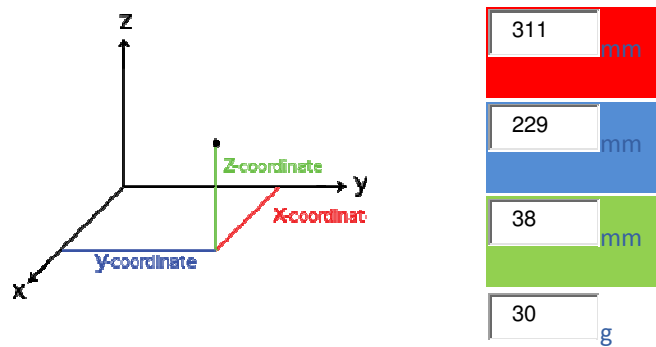 z
Z-coordinate
y
X-coordinat
y-coordinate
x
311
mm
229
mm
38
mm
30
g